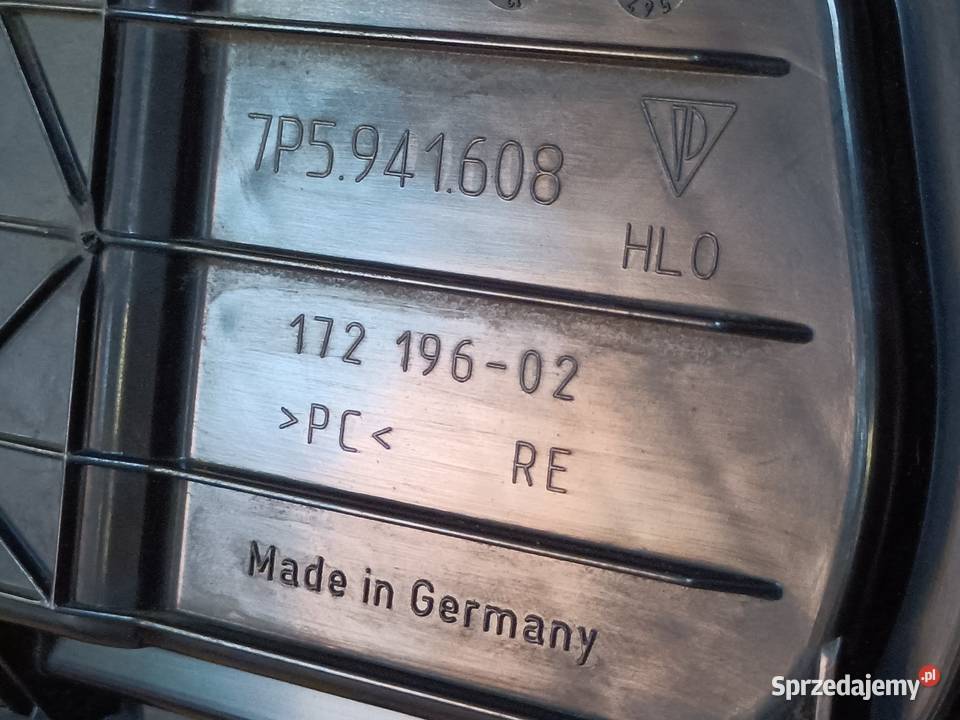 7P5.941.608
HLO
172 196-02
>PC<
RE
Made in Germany
Sprzedajemy.pl